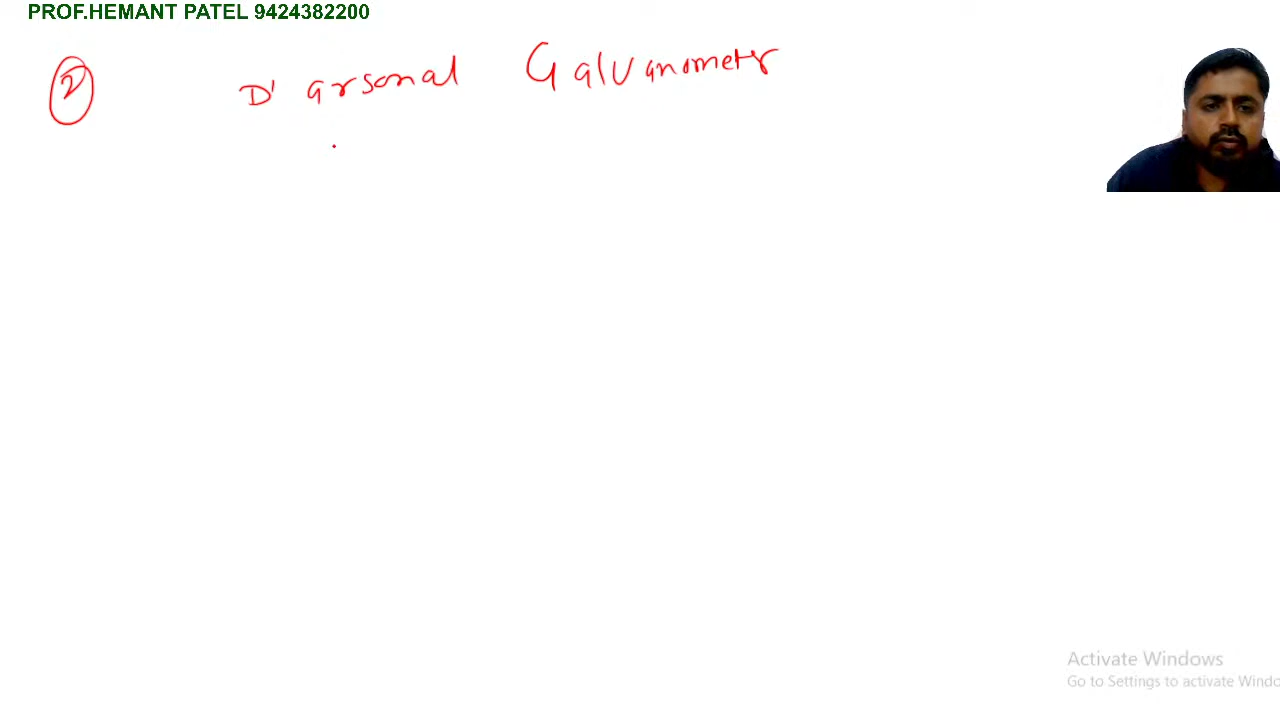 PROF.HEMANT PATEL 9424382200
2 D' arsonal Galvanometer
Activate Windows
Go to Settings to activate Windo